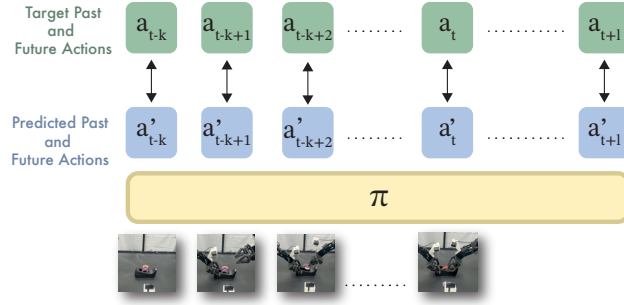 Target Past
and
Future Actions
a_{t-k} a_{t-k+1} a_{t-k+2} ........ a_t ........... a_{t+l}
Predicted Past
and
Future Actions
a'_{t-k} a'_{t-k+1} a'_{t-k+2} ........ a'_t ........... a'_{t+l}
π
.........